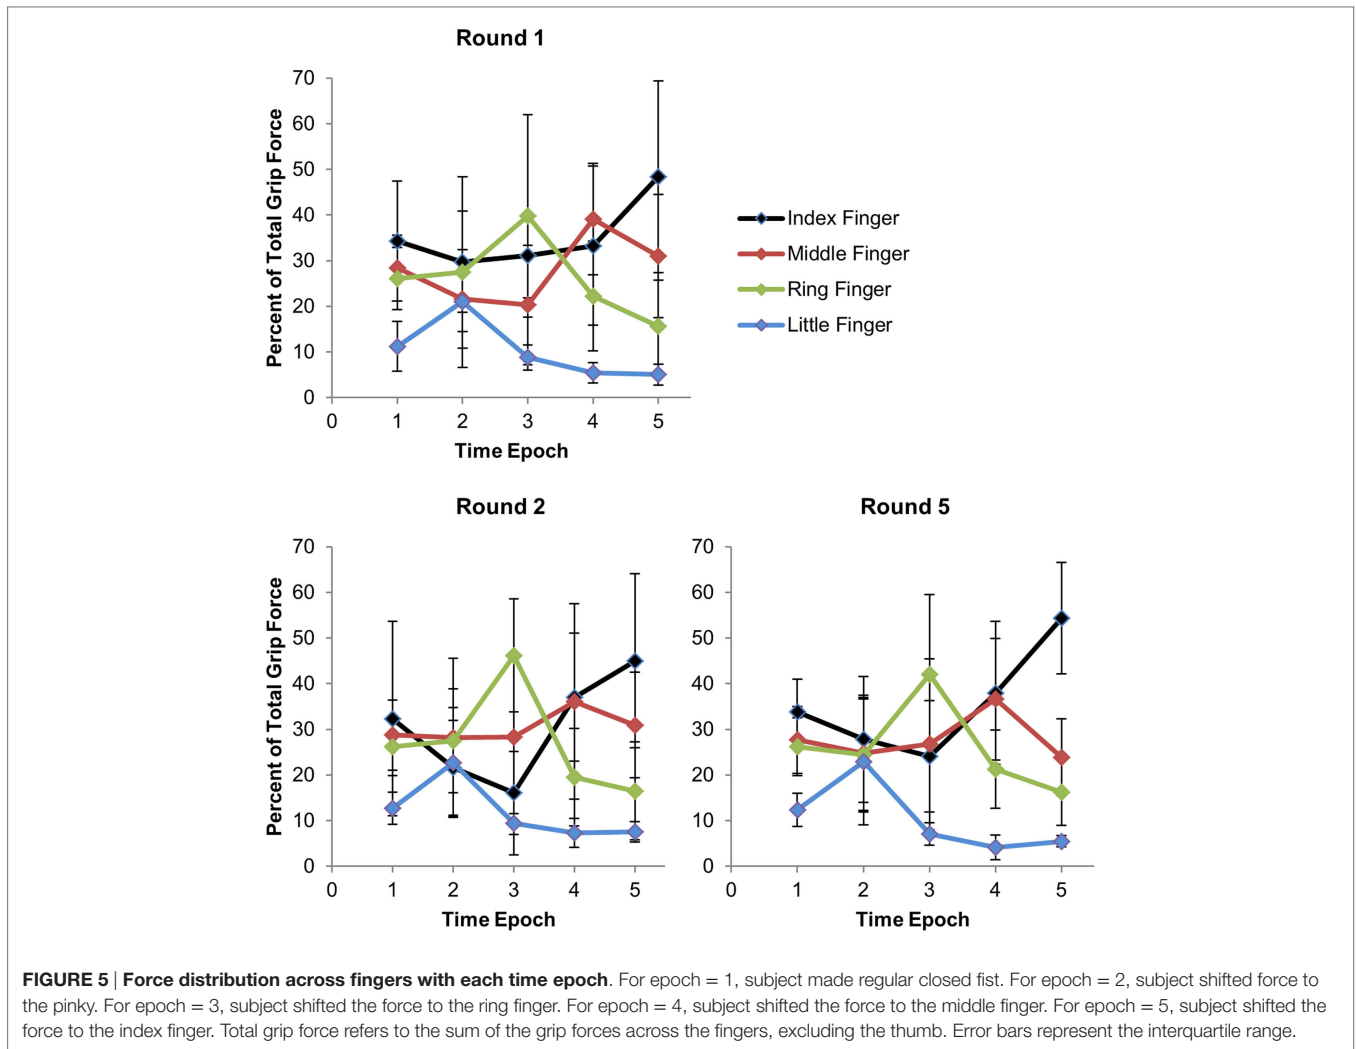 Round 1
Percent of Total Grip Force
70
60
50
40
30
20
10
0
0 1 2 3 4 5
Time Epoch
Index Finger
Middle Finger
Ring Finger
Little Finger
Round 2
Percent of Total Grip Force
70
60
50
40
30
20
10
0
0 1 2 3 4 5
Time Epoch
Round 5
70
60
50
40
30
20
10
0
0 1 2 3 4 5
Time Epoch
FIGURE 5 | Force distribution across fingers with each time epoch. For epoch = 1, subject made regular closed fist. For epoch = 2, subject shifted force to
the pinky. For epoch = 3, subject shifted the force to the ring finger. For epoch = 4, subject shifted the force to the middle finger. For epoch = 5, subject shifted the
force to the index finger. Total grip force refers to the sum of the grip forces across the fingers, excluding the thumb. Error bars represent the interquartile range.